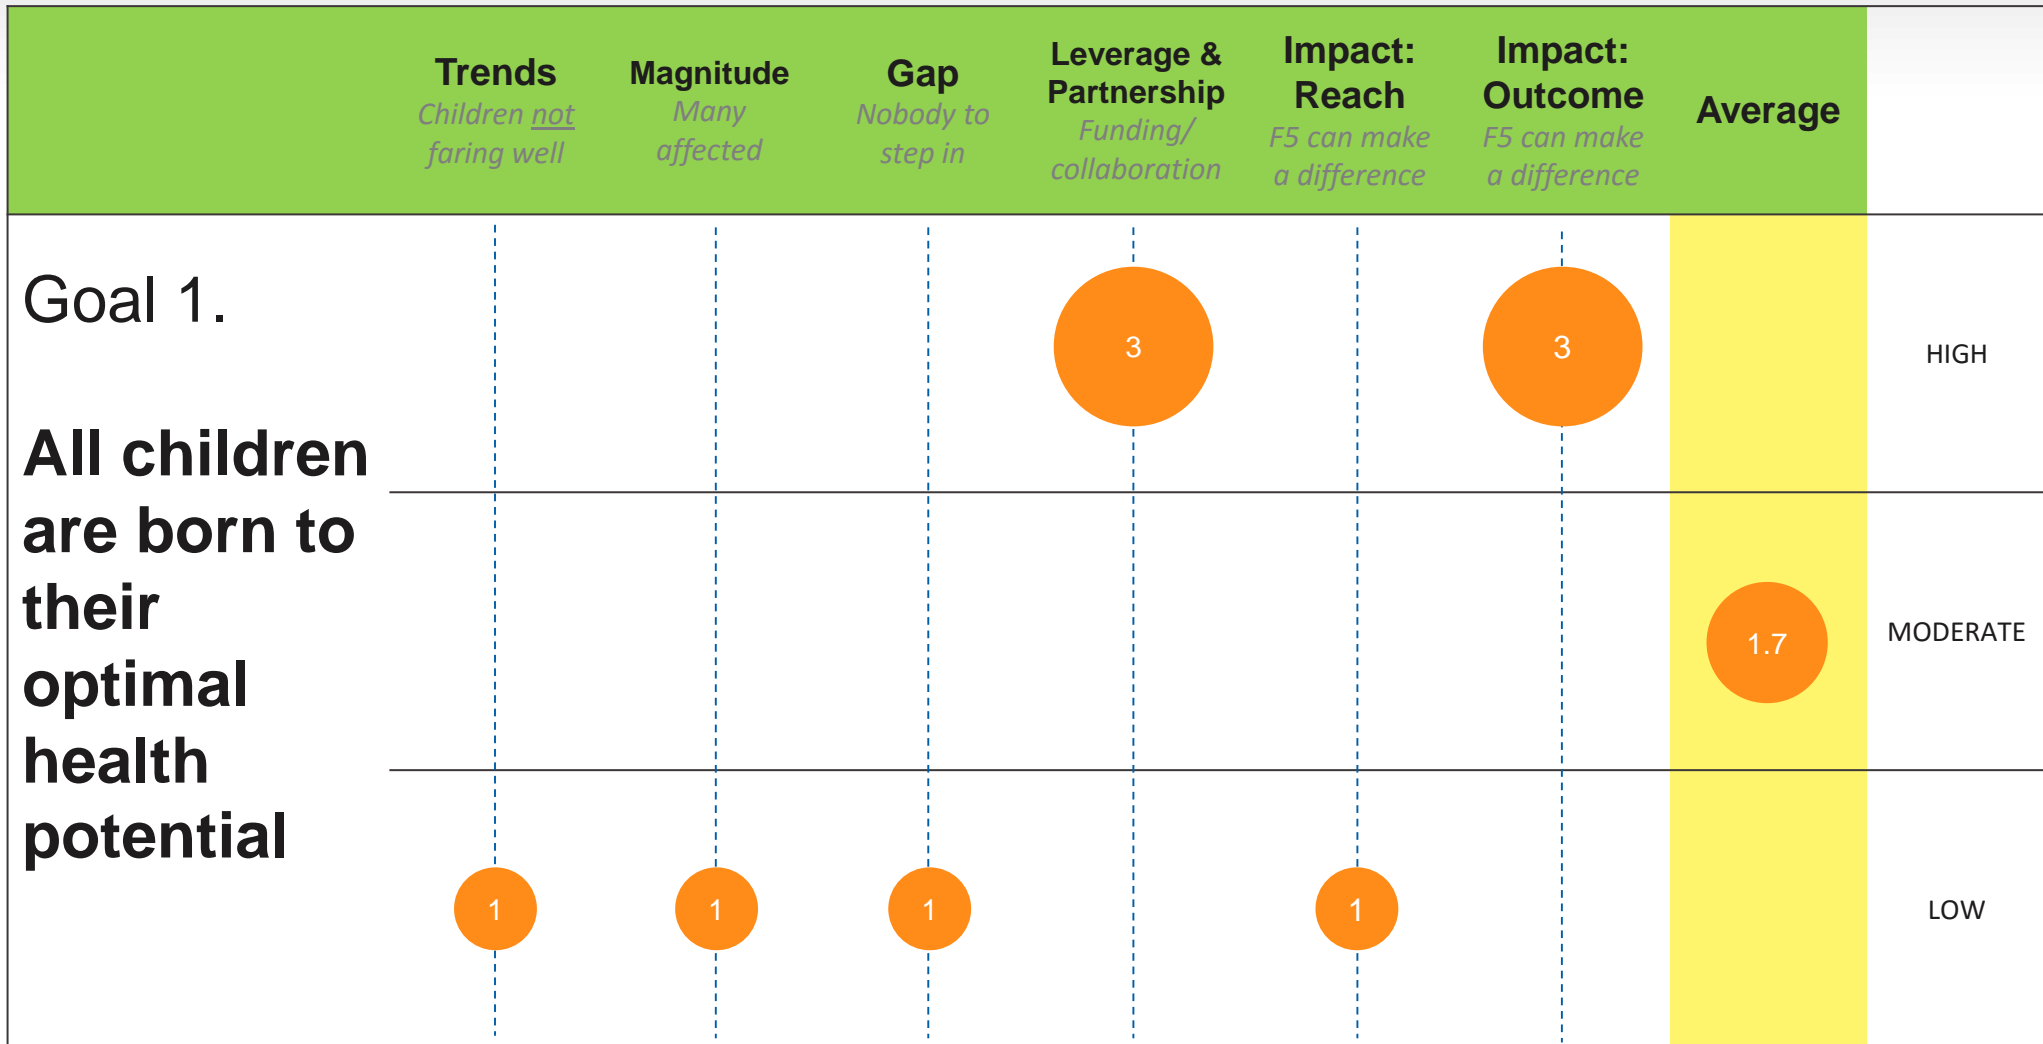 Trends
Children not
faring well
Magnitude
Many
affected
Gap
Nobody to
step in
Leverage &
Partnership
Funding/
collaboration
Impact:
Reach
F5 can make
a difference
Impact:
Outcome
F5 can make
a difference
Average
Goal 1.
All children
are born to
their
optimal
health
potential
3
3
HIGH
1.7
MODERATE
1
1
1
1
LOW